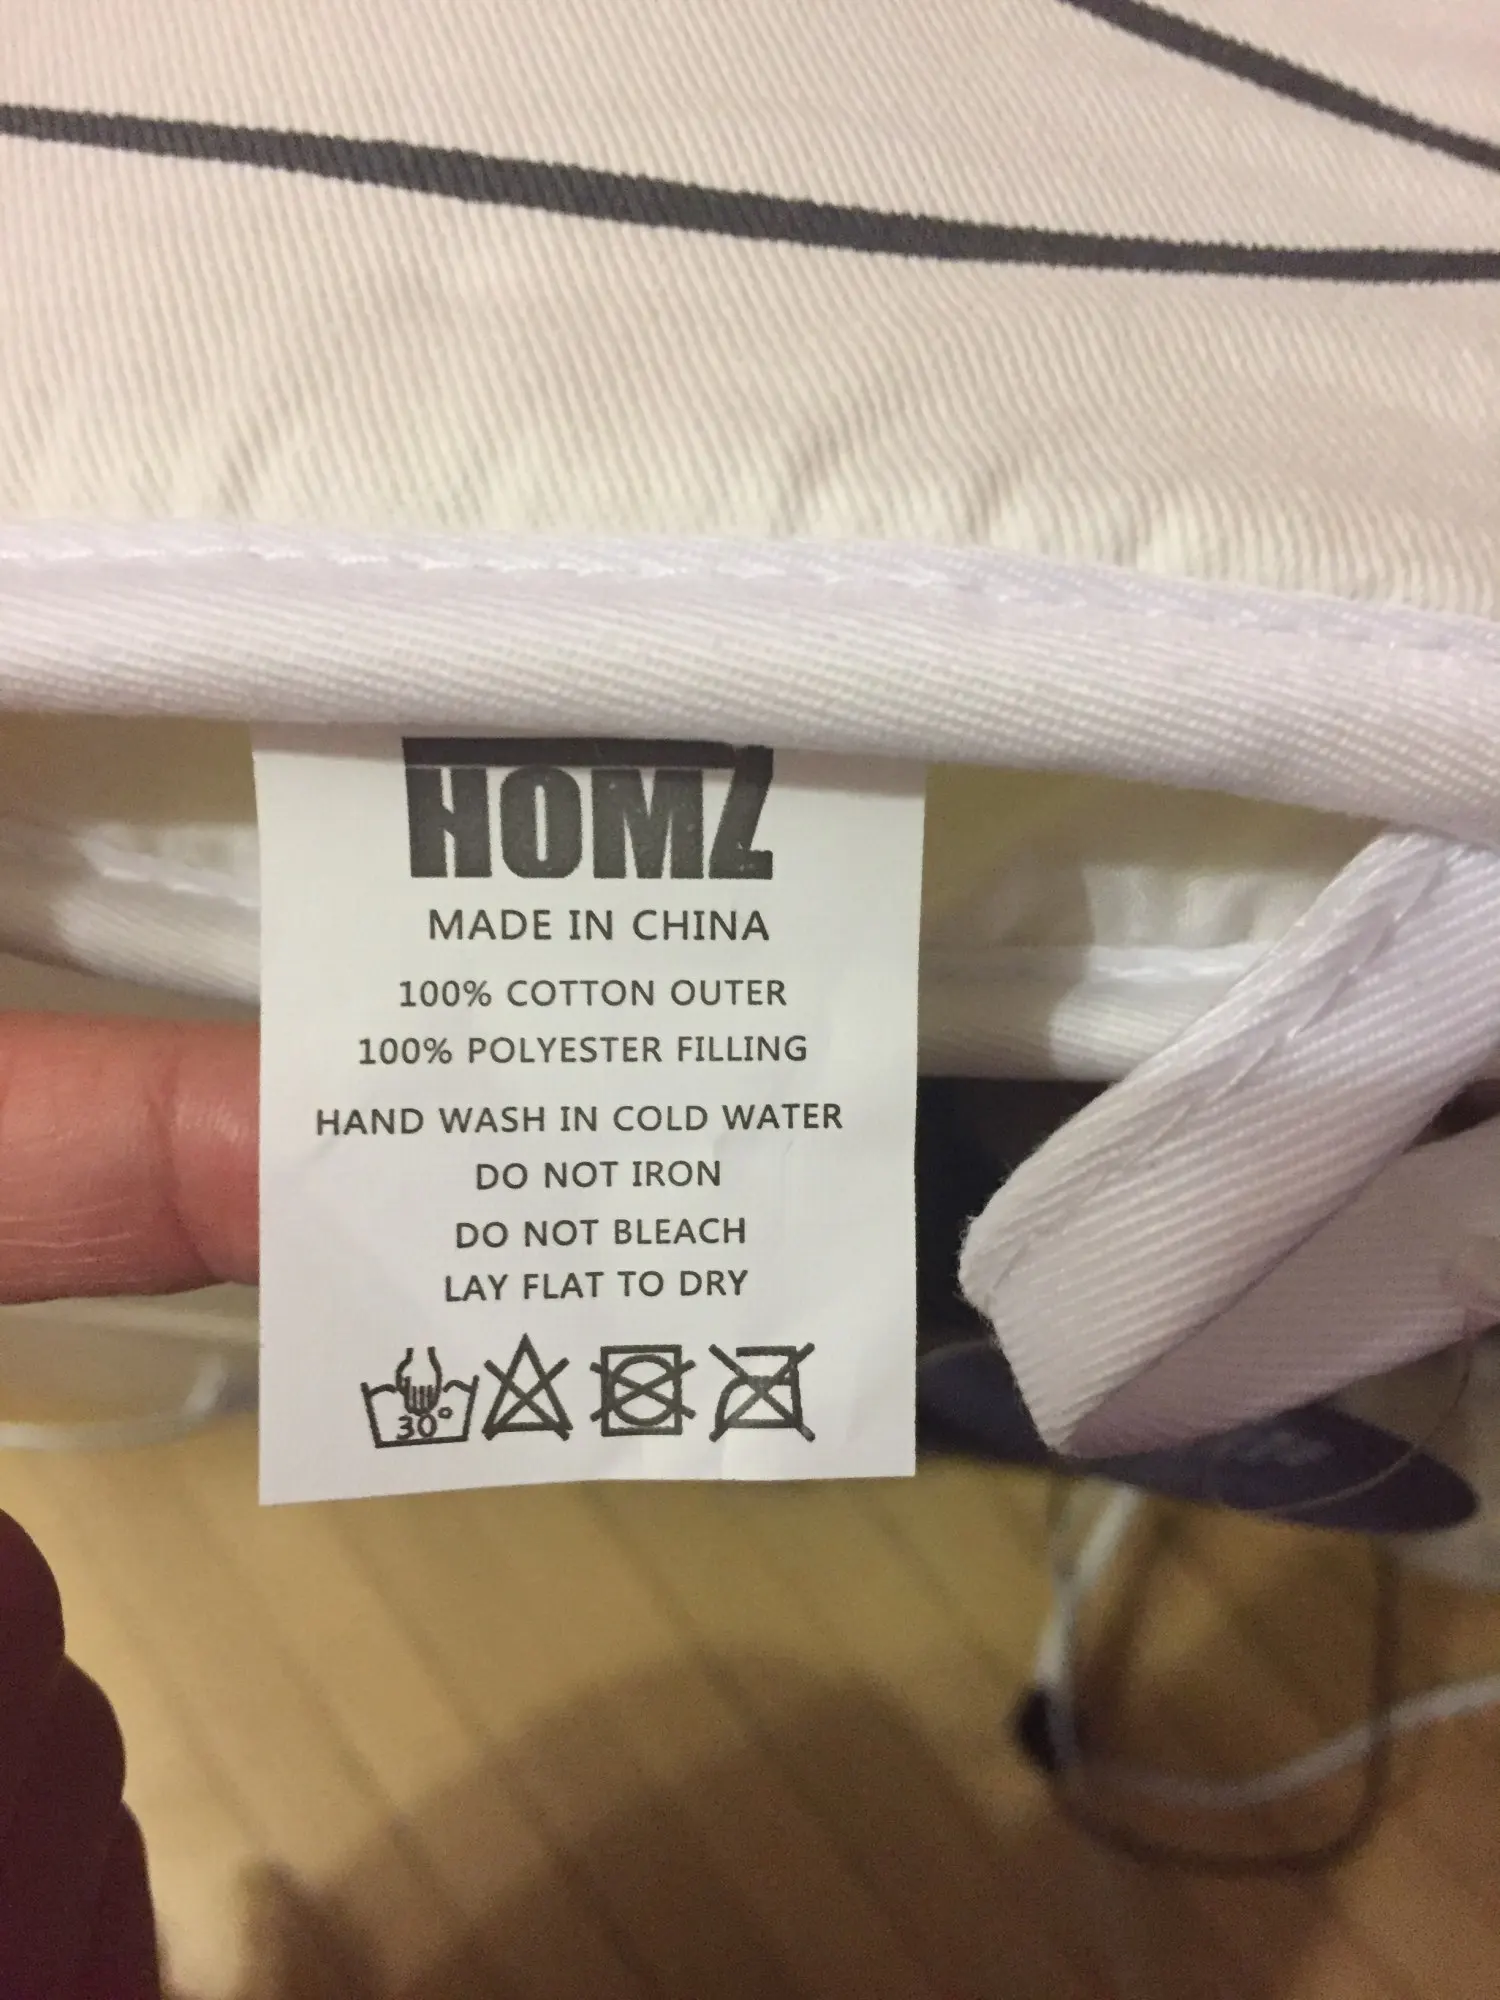 HOMZ
MADE IN CHINA
100% COTTON OUTER
100% POLYESTER FILLING
HAND WASH IN COLD WATER
DO NOT IRON
DO NOT BLEACH
LAY FLAT TO DRY
30°